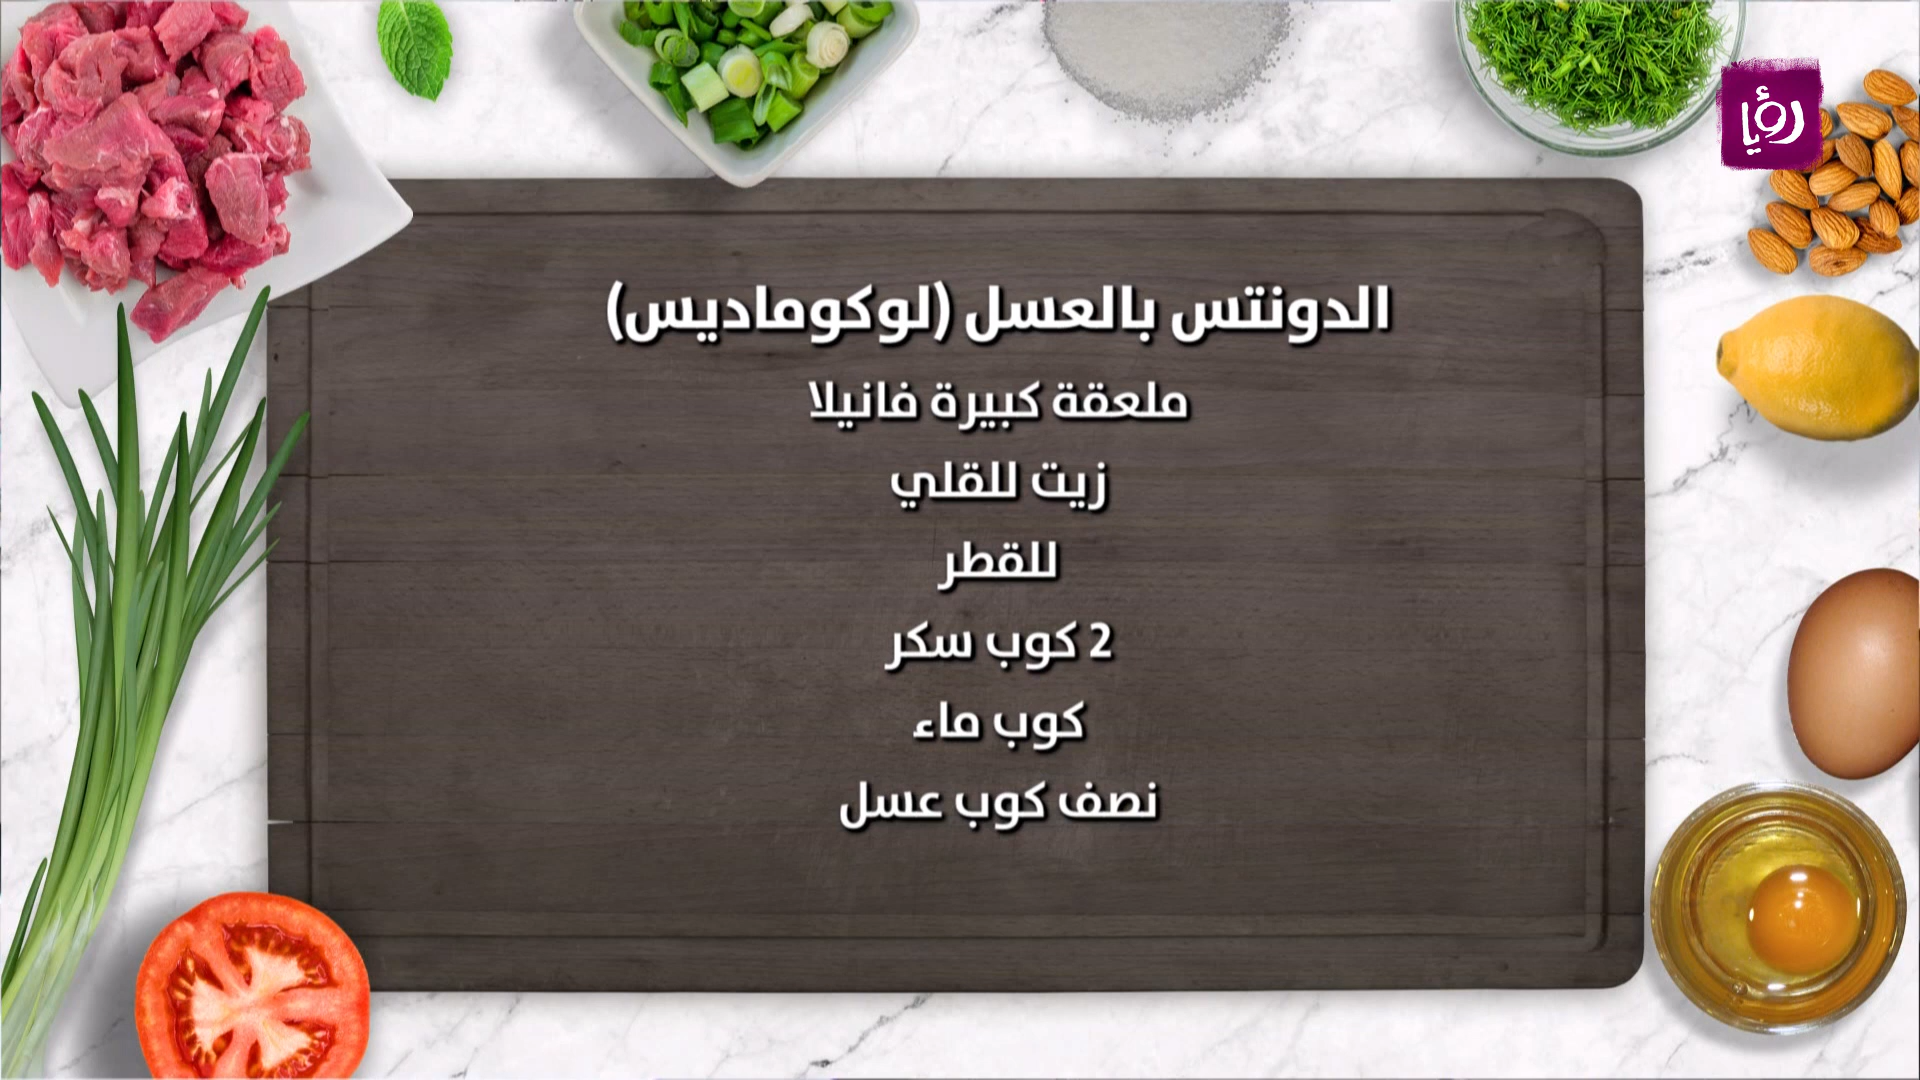 رؤيا
الدونتس بالعسل (لوكوماديس)
ملعقة كبيرة فانيلا
زيت للقلي
للقطر
2 كوب سكر
كوب ماء
نصف كوب عسل